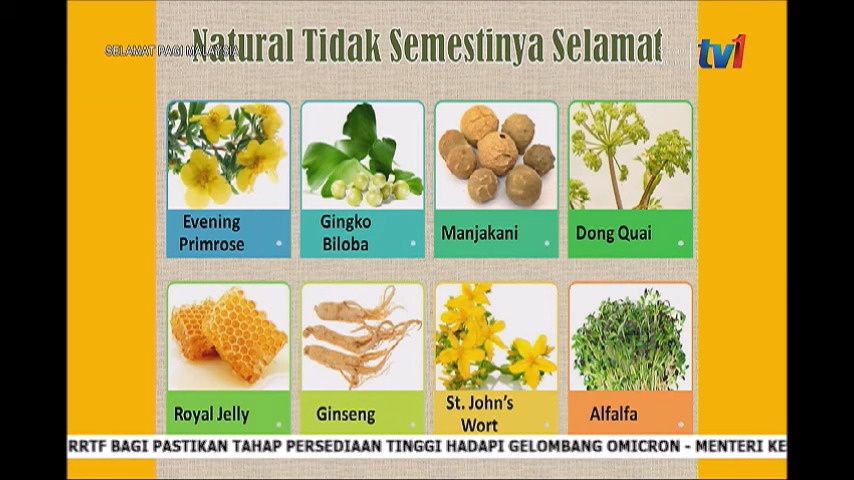 Natural Tidak Semestinya Selamat
SELAMAT PAGI MALAYSIA
tv1
Evening
Primrose
Gingko
Biloba
Manjakani
Dong Quai
Royal Jelly
Ginseng
St. John's
Wort
Alfalfa
RRTF BAGI PASTIKAN TAHAP PERSEDIAAN TINGGI HADAPI GELOMBANG OMICRON - MENTERI KE